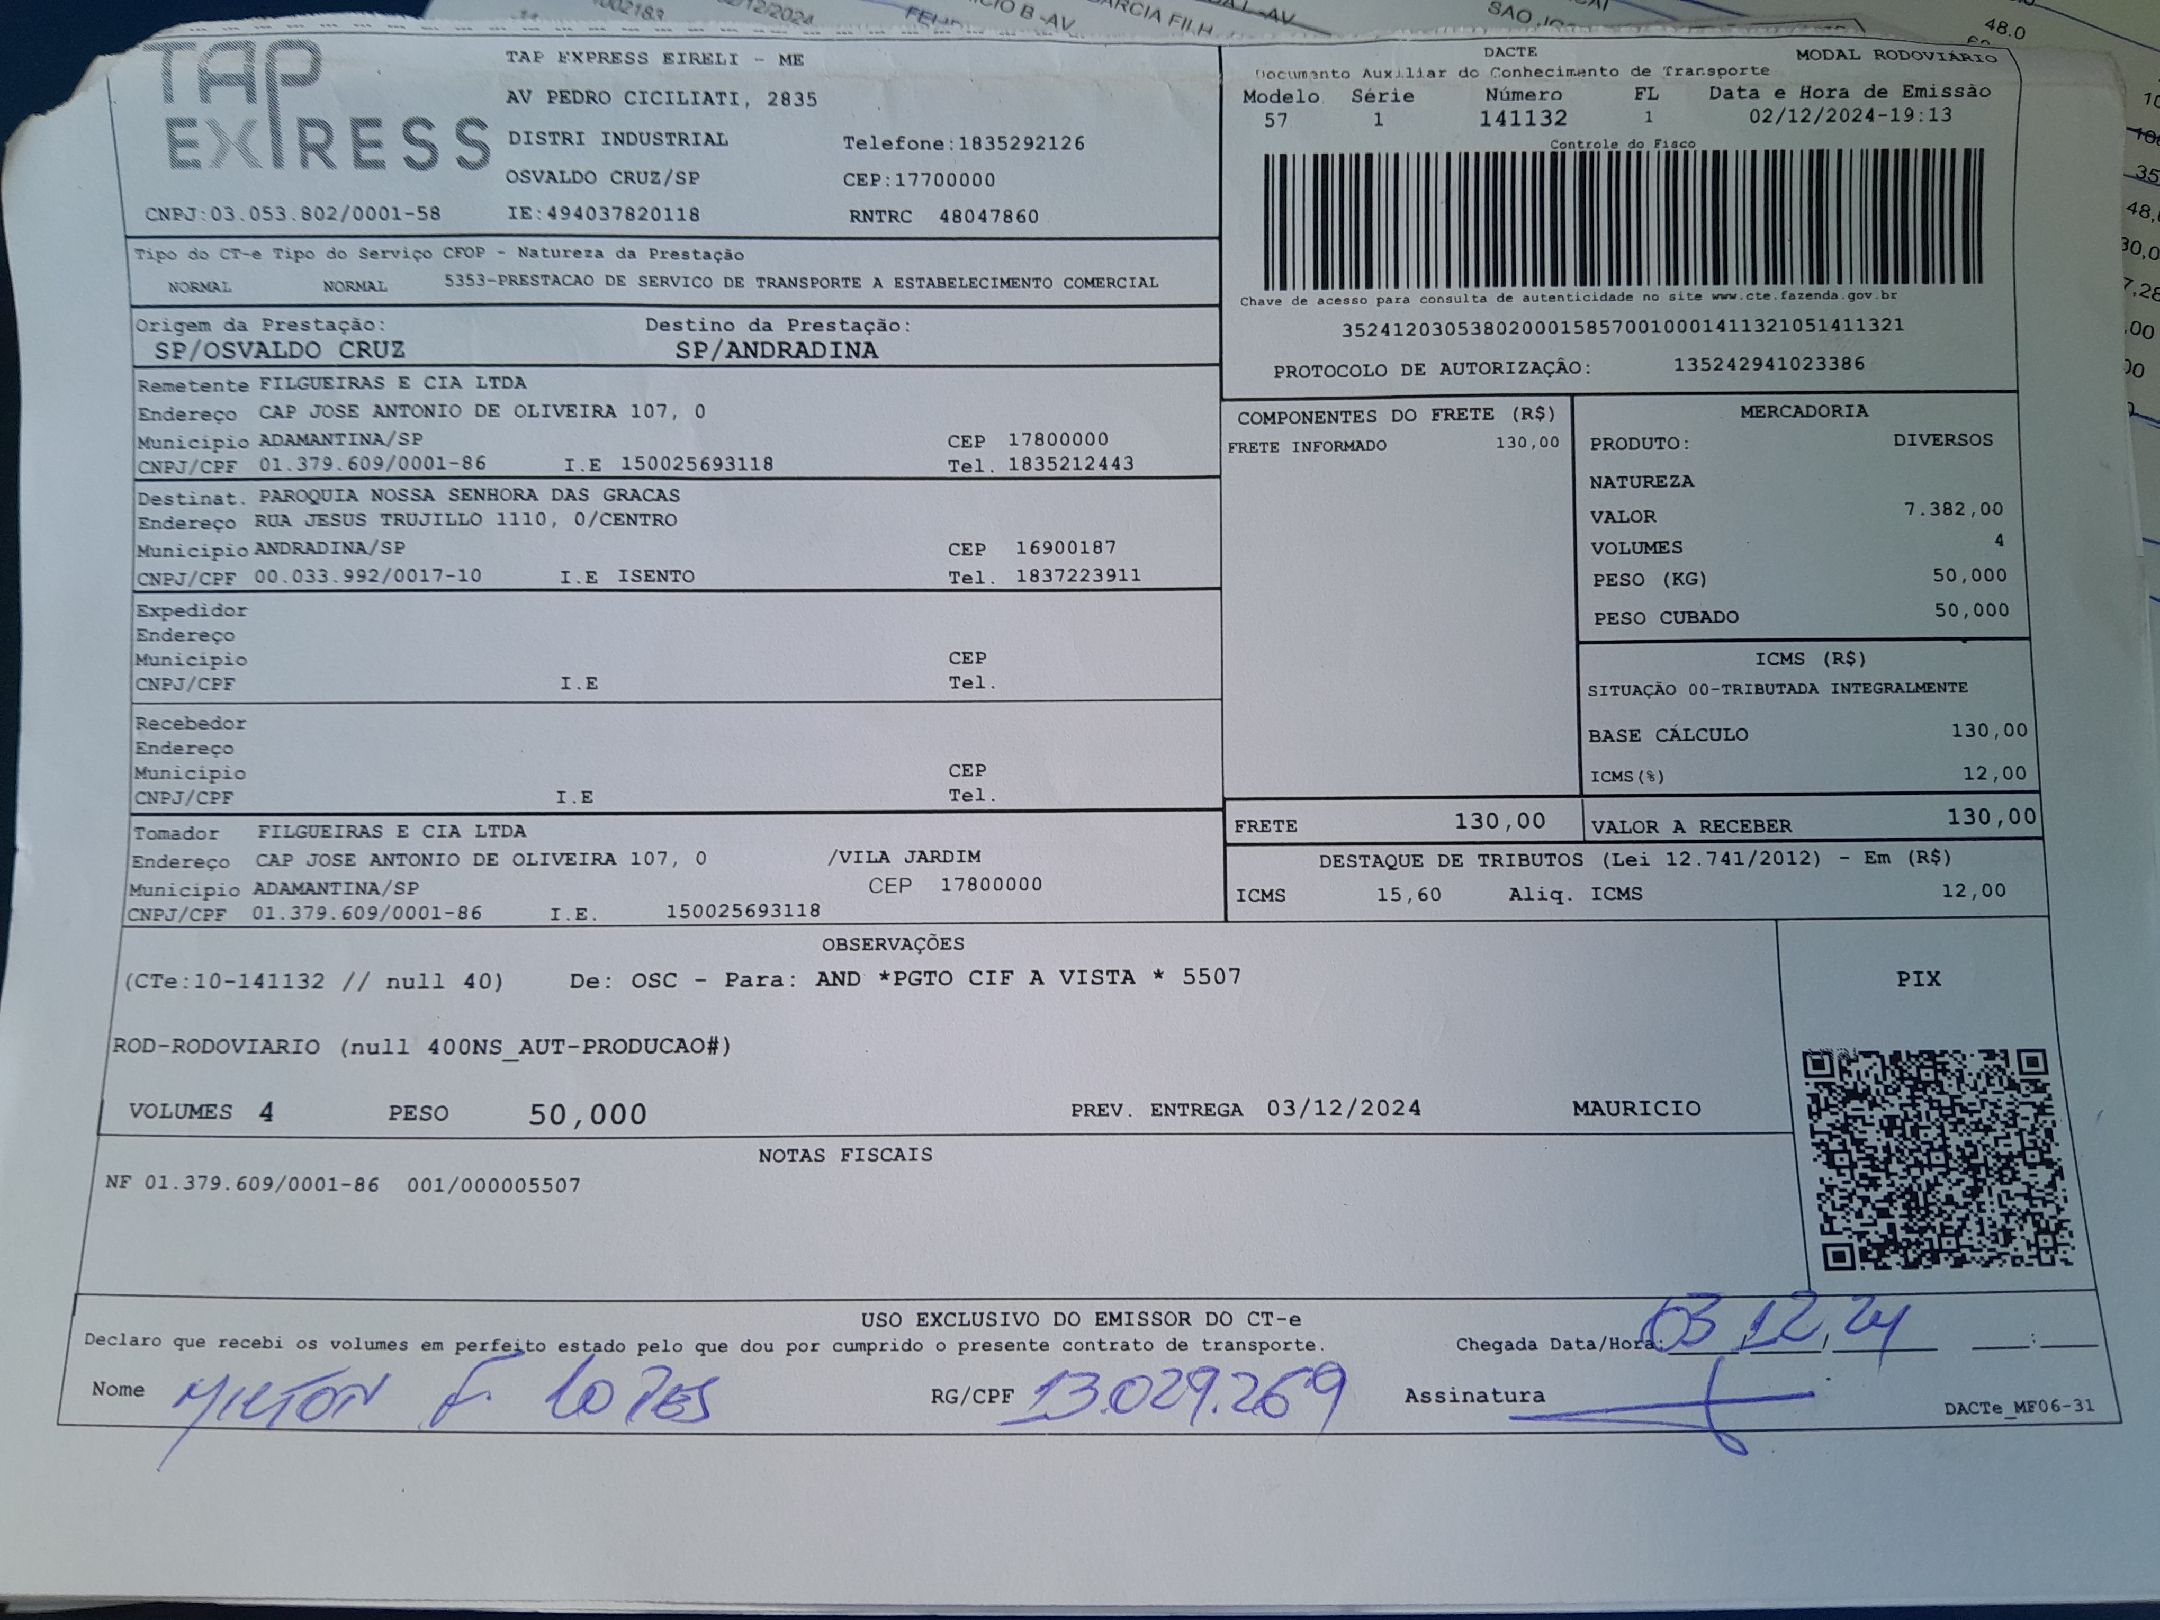 TAP EXPRESS
TAP EXPRESS EIRELI - ME
AV PEDRO CICILIATI, 2835
DISTRI INDUSTRIAL Telefone:1835292126
OSVALDO CRUZ/SP CEP:17700000
CNPJ:03.053.802/0001-58 IE:494037820118 RNTRC 48047860
DACTE MODAL RODOVIÁRIO
Documento Auxiliar do Conhecimento de Transporte
Modelo Série Número FL Data e Hora de Emissão
57 1 141132 1 02/12/2024-19:13
Controle do Fisco
Chave de acesso para consulta de autenticidade no site www.cte.fazenda.gov.br
35241203053802000158570010001411321051411321
PROTOCOLO DE AUTORIZAÇÃO: 135242941023386
Tipo do CT-e Tipo do Serviço CFOP - Natureza da Prestação
NORMAL NORMAL 5353-PRESTACAO DE SERVICO DE TRANSPORTE A ESTABELECIMENTO COMERCIAL
Origem da Prestação: Destino da Prestação:
SP/OSVALDO CRUZ SP/ANDRADINA
Remetente FILGUEIRAS E CIA LTDA
Endereço CAP JOSE ANTONIO DE OLIVEIRA 107, 0
Municipio ADAMANTINA/SP CEP 17800000
CNPJ/CPF 01.379.609/0001-86 I.E 150025693118 Tel. 1835212443
Destinat. PAROQUIA NOSSA SENHORA DAS GRACAS
Endereço RUA JESUS TRUJILLO 1110, 0/CENTRO
Municipio ANDRADINA/SP CEP 16900187
CNPJ/CPF 00.033.992/0017-10 I.E ISENTO Tel. 1837223911
Expedidor
Endereço
Municipio CEP
CNPJ/CPF I.E Tel.
Recebedor
Endereço
Municipio CEP
CNPJ/CPF I.E Tel.
Tomador FILGUEIRAS E CIA LTDA
Endereço CAP JOSE ANTONIO DE OLIVEIRA 107, 0 /VILA JARDIM
Municipio ADAMANTINA/SP CEP 17800000
CNPJ/CPF 01.379.609/0001-86 I.E. 150025693118
COMPONENTES DO FRETE (R$)
FRETE INFORMADO 130,00
MERCADORIA
PRODUTO: DIVERSOS
NATUREZA
VALOR 7.382,00
VOLUMES 4
PESO (KG) 50,000
PESO CUBADO 50,000
ICMS (R$)
SITUAÇÃO 00-TRIBUTADA INTEGRALMENTE
BASE CÁLCULO 130,00
ICMS(%) 12,00
FRETE 130,00 VALOR A RECEBER 130,00
DESTAQUE DE TRIBUTOS (Lei 12.741/2012) - Em (R$)
ICMS 15,60 Aliq. ICMS 12,00
OBSERVAÇÕES
(CTe:10-141132 // null 40) De: OSC - Para: AND *PGTO CIF A VISTA * 5507
ROD-RODOVIARIO (null 400NS_AUT-PRODUCAO#)
VOLUMES 4 PESO 50,000 PREV. ENTREGA 03/12/2024 MAURICIO
PIX
NOTAS FISCAIS
NF 01.379.609/0001-86 001/000005507
USO EXCLUSIVO DO EMISSOR DO CT-e
Declaro que recebi os volumes em perfeito estado pelo que dou por cumprido o presente contrato de transporte.
Chegada Data/Hora: 03/12/24 :
Nome MILTON F. LOPES RG/CPF 13.029.269 Assinatura
DACTe_MF06-31